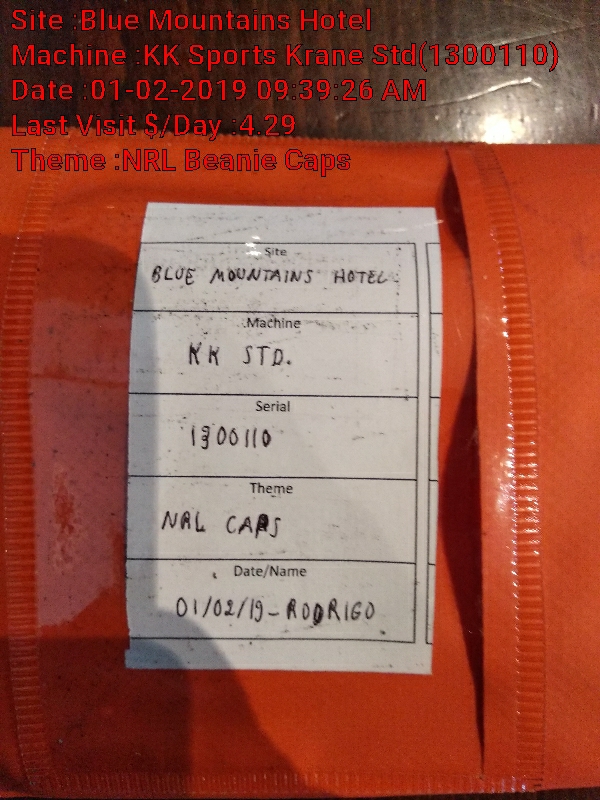 Site :Blue Mountains Hotel
Machine :KK Sports Krane Std(1300110)
Date :01-02-2019 09:39:26 AM
Last Visit $/Day :4.29
Theme :NRL Beanie Caps
Site
BLUE MOUNTAINS HOTEL
Machine
KK STD.
Serial
1300110
Theme
NRL CAPS
Date/Name
01/02/19-RODRIGO